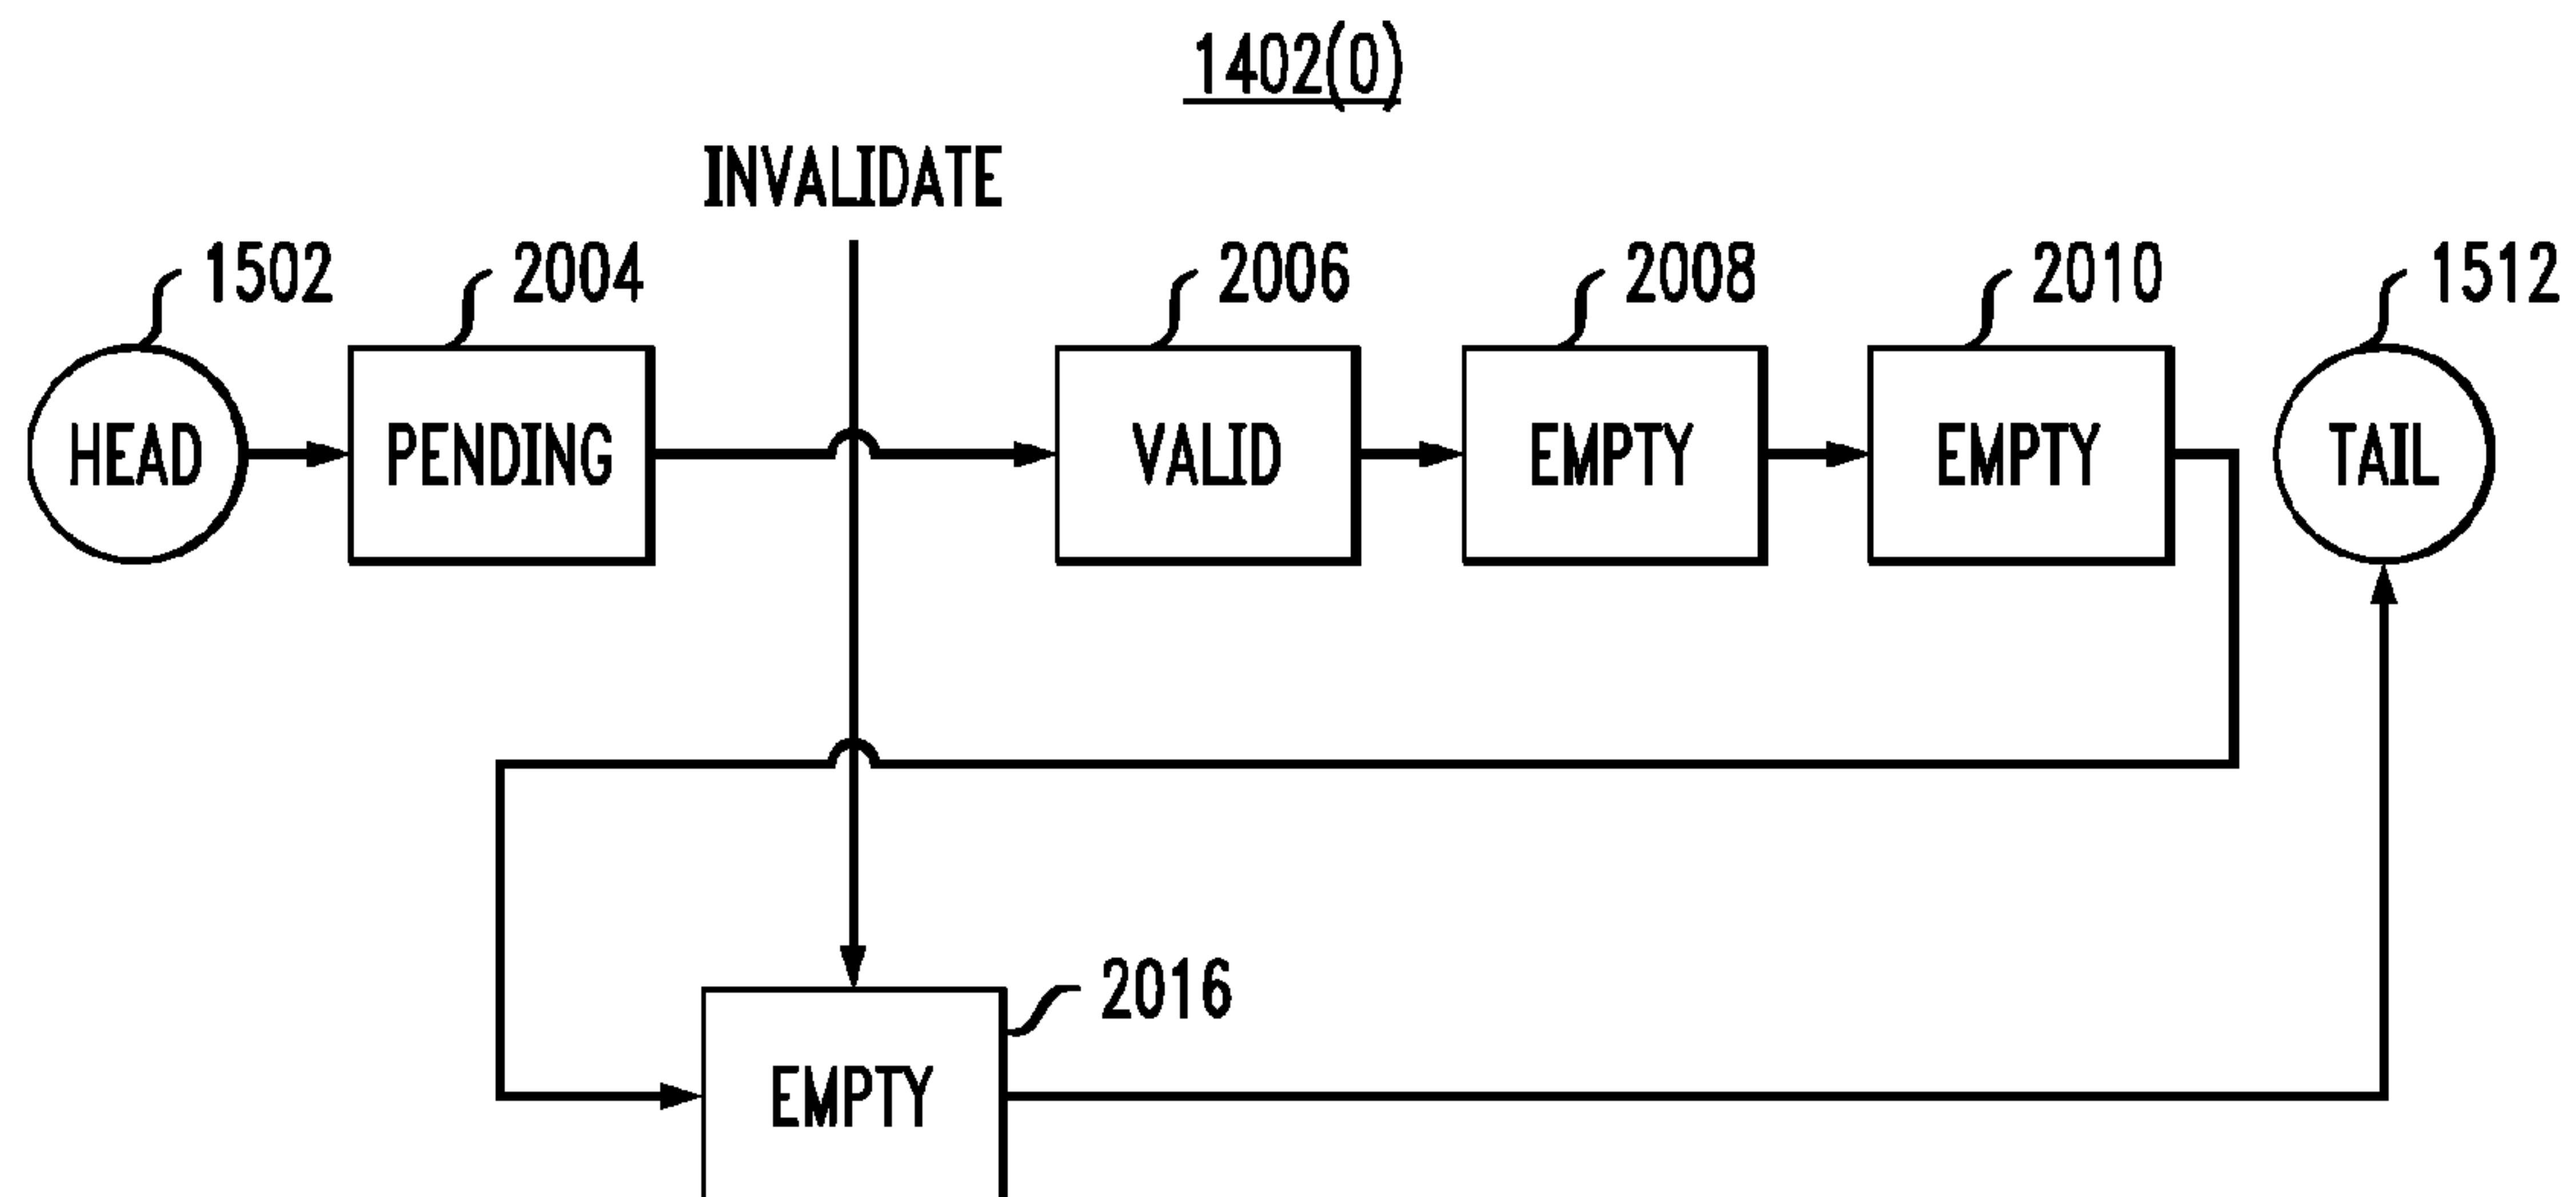 1402(0)
INVALIDATE
1502
2004
2006
2008
2010
1512
HEAD
PENDING
VALID
EMPTY
EMPTY
TAIL
2016
EMPTY